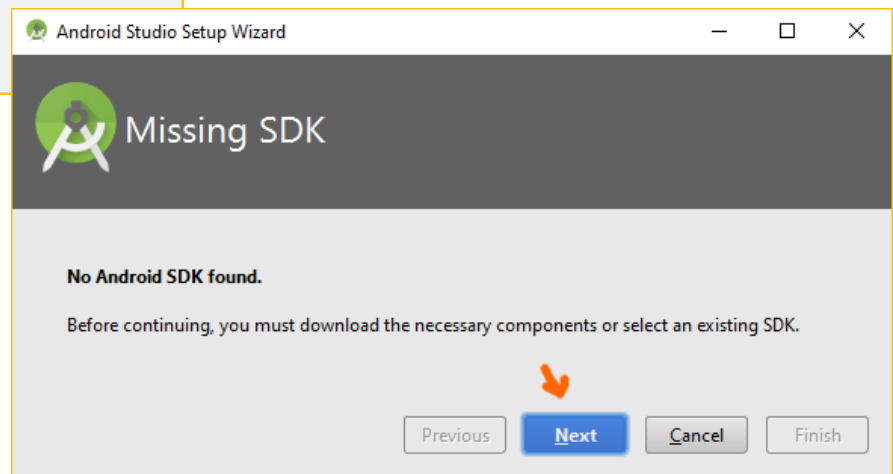 Android Studio Setup Wizard
Missing SDK
No Android SDK found.
Before continuing, you must download the necessary components or select an existing SDK.
Previous Next Cancel Finish